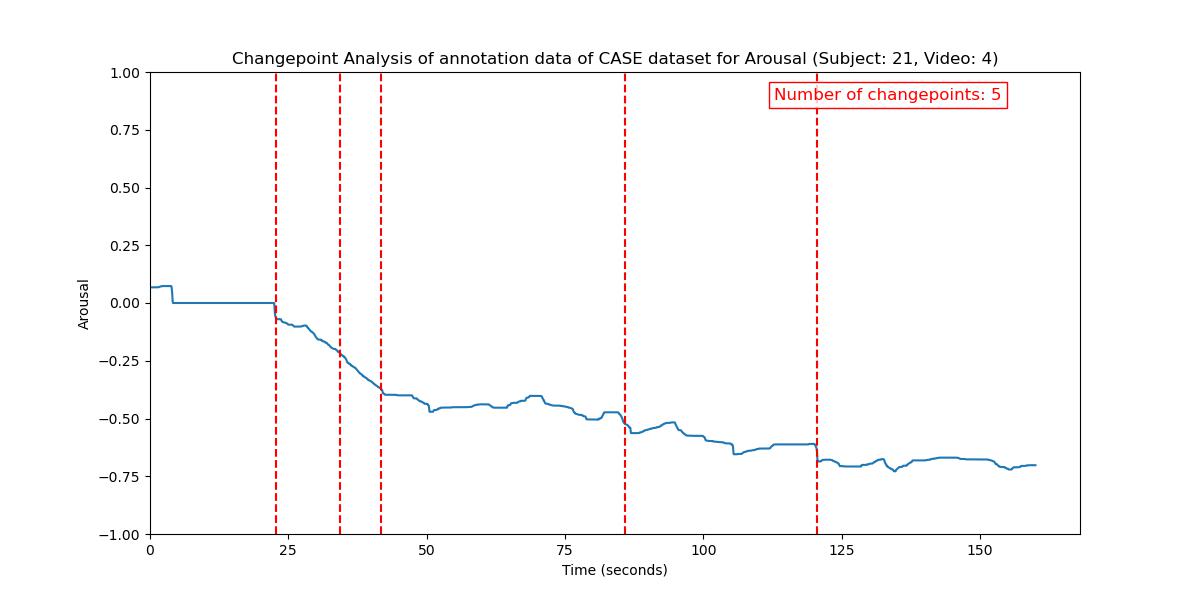 Changepoint Analysis of annotation data of CASE dataset for Arousal (Subject: 21, Video: 4)
Number of changepoints: 5
1.00
0.75
0.50
0.25
0.00
−0.25
−0.50
−0.75
−1.00
Arousal
0 25 50 75 100 125 150
Time (seconds)